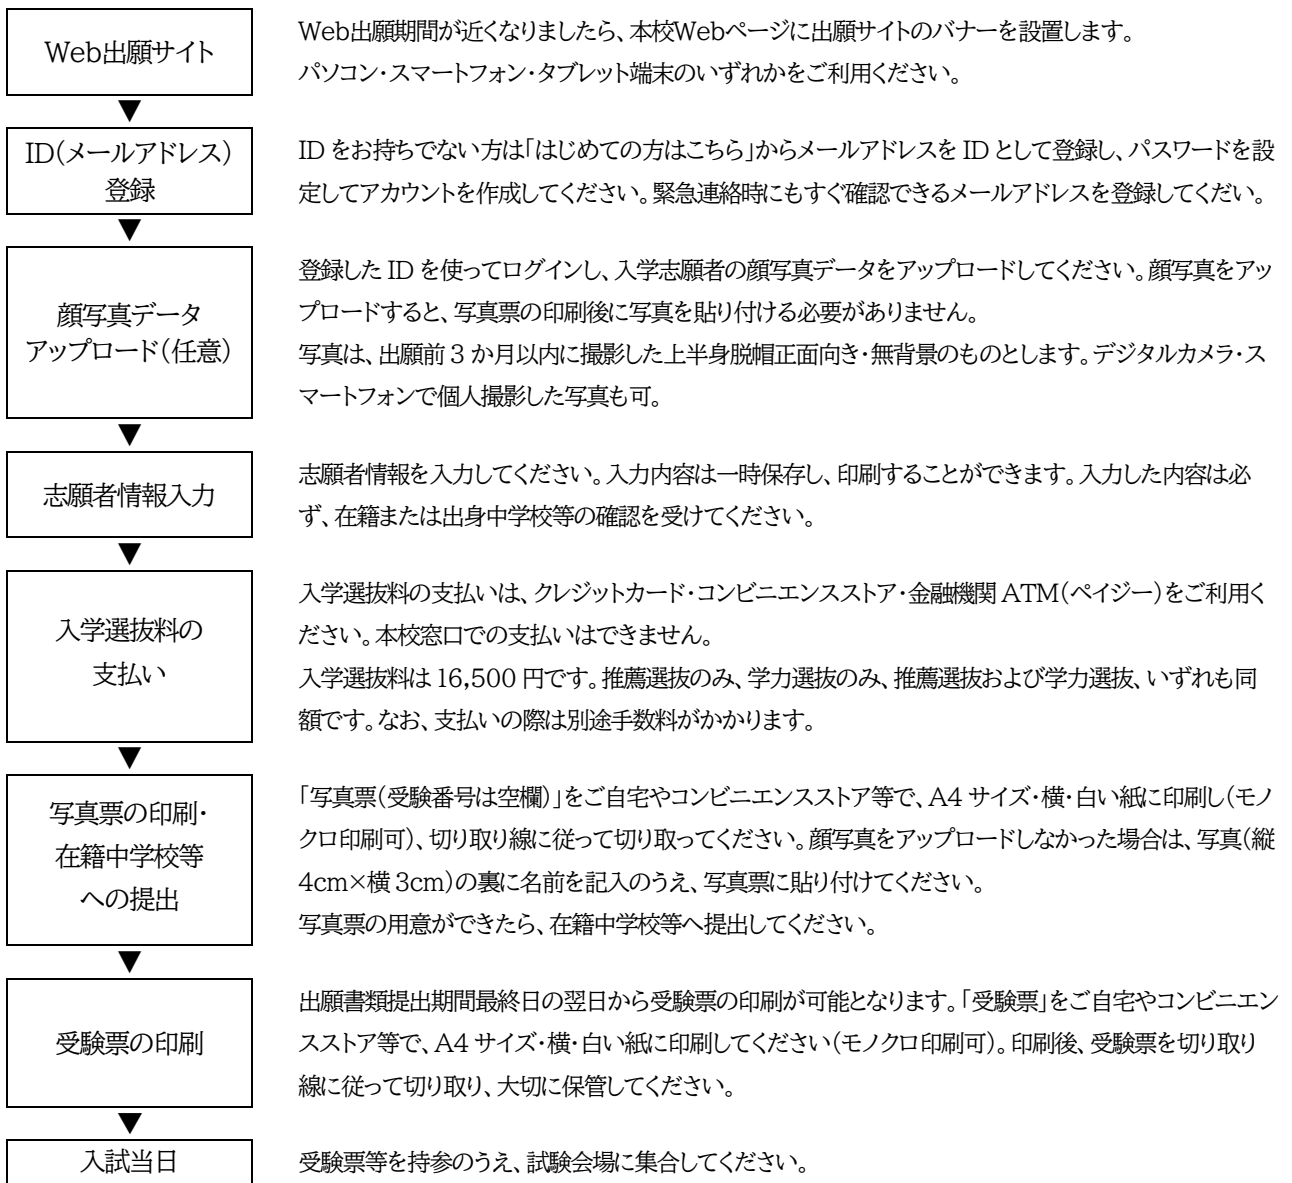 Web出願サイト
Web出願期間が近くなりましたら、本校Webページに出願サイトのバナーを設置します。
パソコン・スマートフォン・タブレット端末のいずれかをご利用ください。
▼
ID(メールアドレス)
登録
ID をお持ちでない方は「はじめての方はこちら」からメールアドレスを ID として登録し、パスワードを設
定してアカウントを作成してください。緊急連絡時にもすぐ確認できるメールアドレスを登録してくだい。
▼
顔写真データ
アップロード(任意)
登録した ID を使ってログインし、入学志願者の顔写真データをアップロードしてください。顔写真をアッ
プロードすると、写真票の印刷後に写真を貼り付ける必要がありません。
写真は、出願前 3 か月以内に撮影した上半身脱帽正面向き・無背景のものとします。デジタルカメラ・ス
マートフォンで個人撮影した写真も可。
▼
志願者情報入力
志願者情報を入力してください。入力内容は一時保存し、印刷することができます。入力した内容は必
ず、在籍または出身中学校等の確認を受けてください。
▼
入学選抜料の
支払い
入学選抜料の支払いは、クレジットカード・コンビニエンスストア・金融機関 ATM(ペイジー)をご利用く
ださい。本校窓口での支払いはできません。
入学選抜料は 16,500 円です。推薦選抜のみ、学力選抜のみ、推薦選抜および学力選抜、いずれも同
額です。なお、支払いの際は別途手数料がかかります。
▼
写真票の印刷・
在籍中学校等
への提出
「写真票(受験番号は空欄)」をご自宅やコンビニエンスストア等で、A4 サイズ・横・白い紙に印刷し(モノ
クロ印刷可)、切り取り線に従って切り取ってください。顔写真をアップロードしなかった場合は、写真(縦
4cm×横 3cm)の裏に名前を記入のうえ、写真票に貼り付けてください。
写真票の用意ができたら、在籍中学校等へ提出してください。
▼
受験票の印刷
出願書類提出期間最終日の翌日から受験票の印刷が可能となります。「受験票」をご自宅やコンビニエン
スストア等で、A4 サイズ・横・白い紙に印刷してください(モノクロ印刷可)。印刷後、受験票を切り取り
線に従って切り取り、大切に保管してください。
▼
入試当日
受験票等を持参のうえ、試験会場に集合してください。